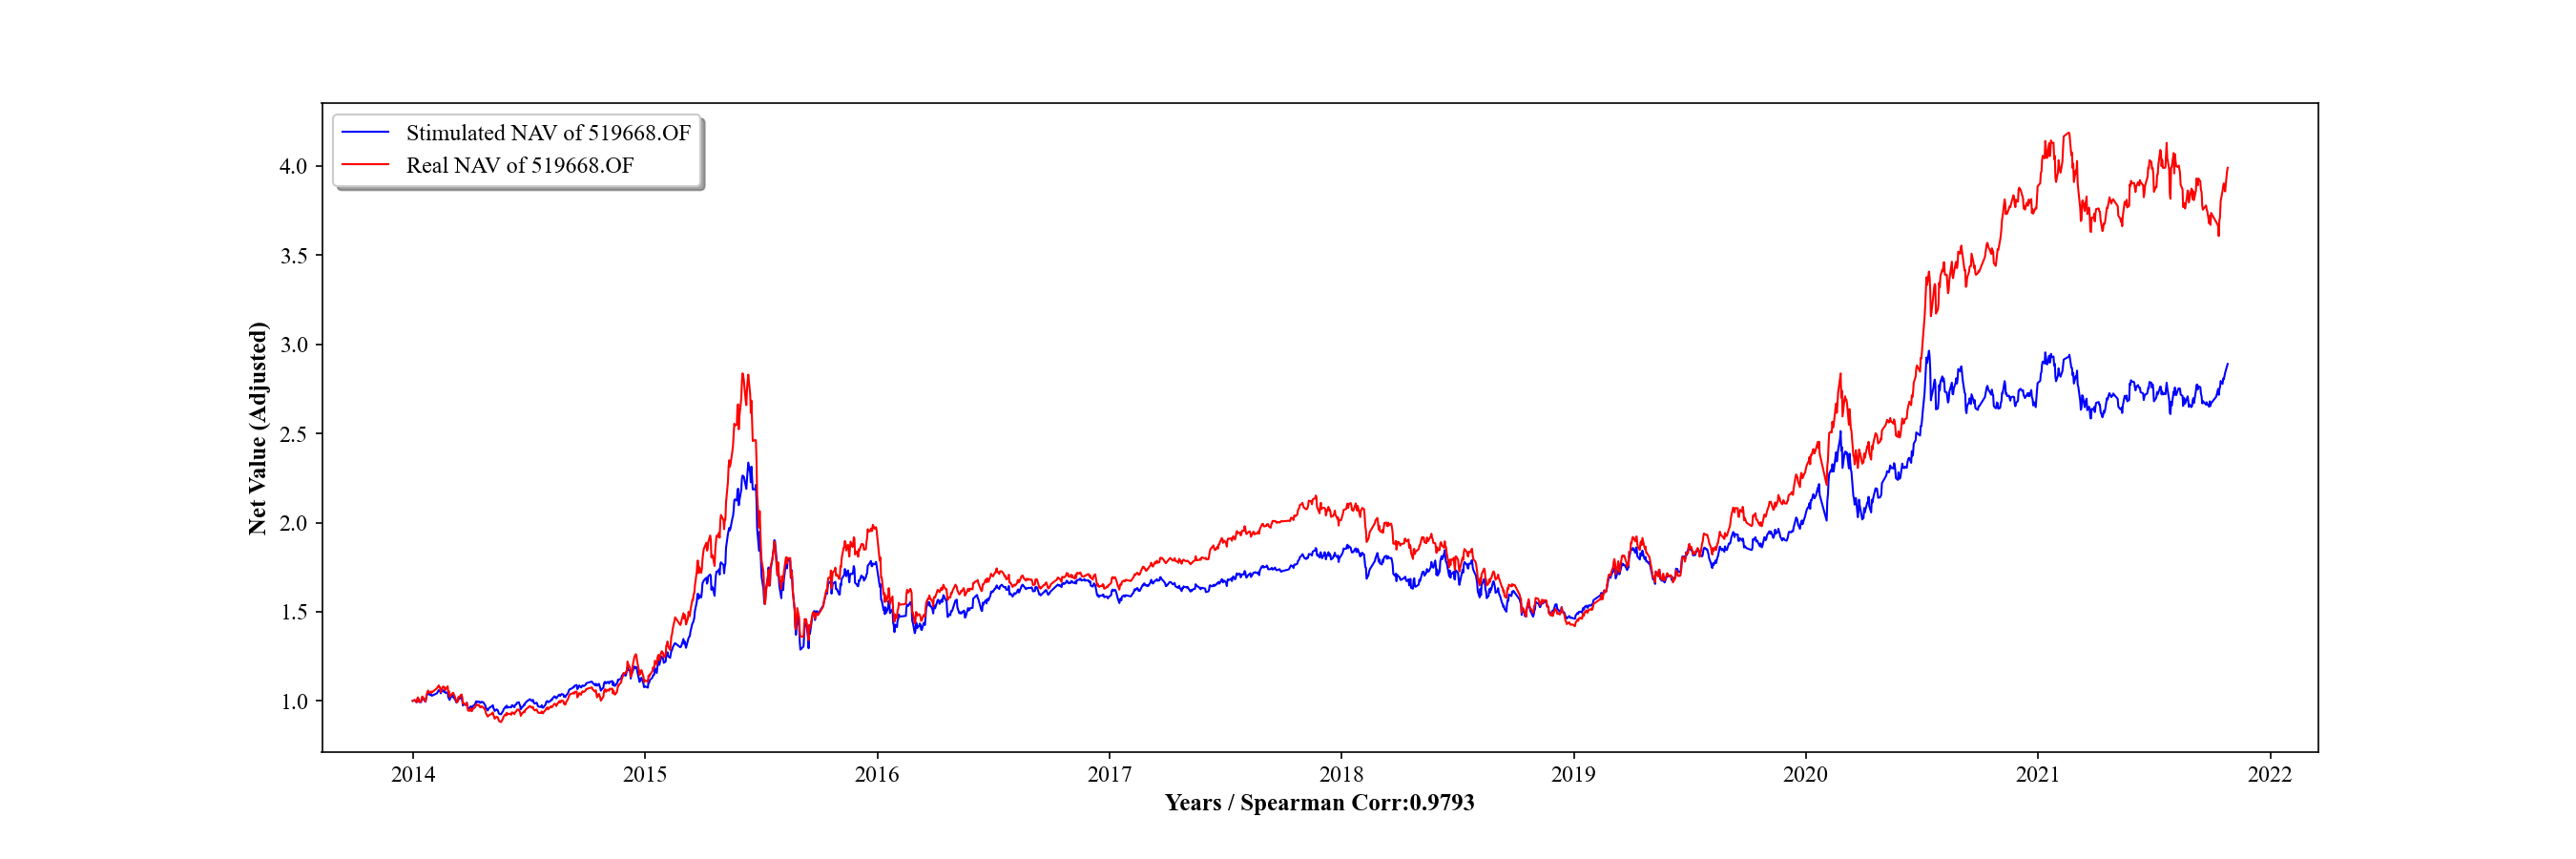 Stimulated NAV of 519668.OF
Real NAV of 519668.OF
Net Value (Adjusted)
4.0
3.5
3.0
2.5
2.0
1.5
1.0
2014 2015 2016 2017 2018 2019 2020 2021 2022
Years / Spearman Corr:0.9793